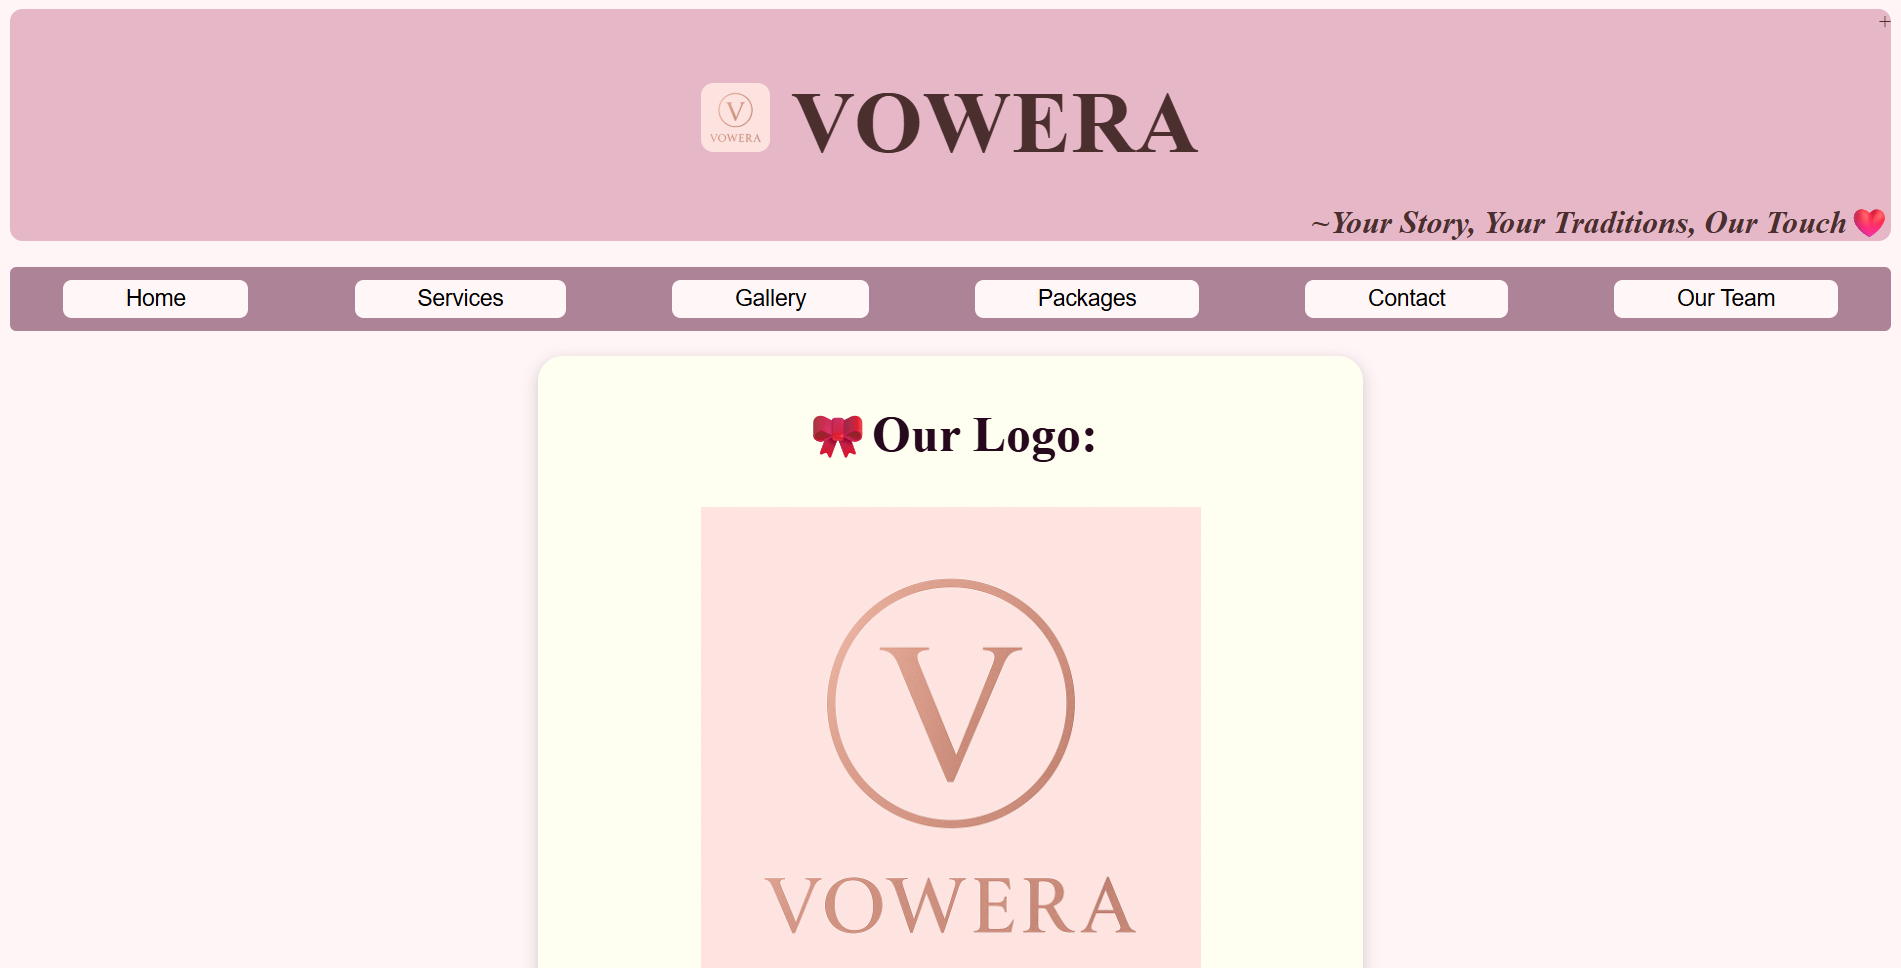 +
V
VOWERA
VOWERA
~Your Story, Your Traditions, Our Touch💖
Home
Services
Gallery
Packages
Contact
Our Team
🎀Our Logo:
V
VOWERA